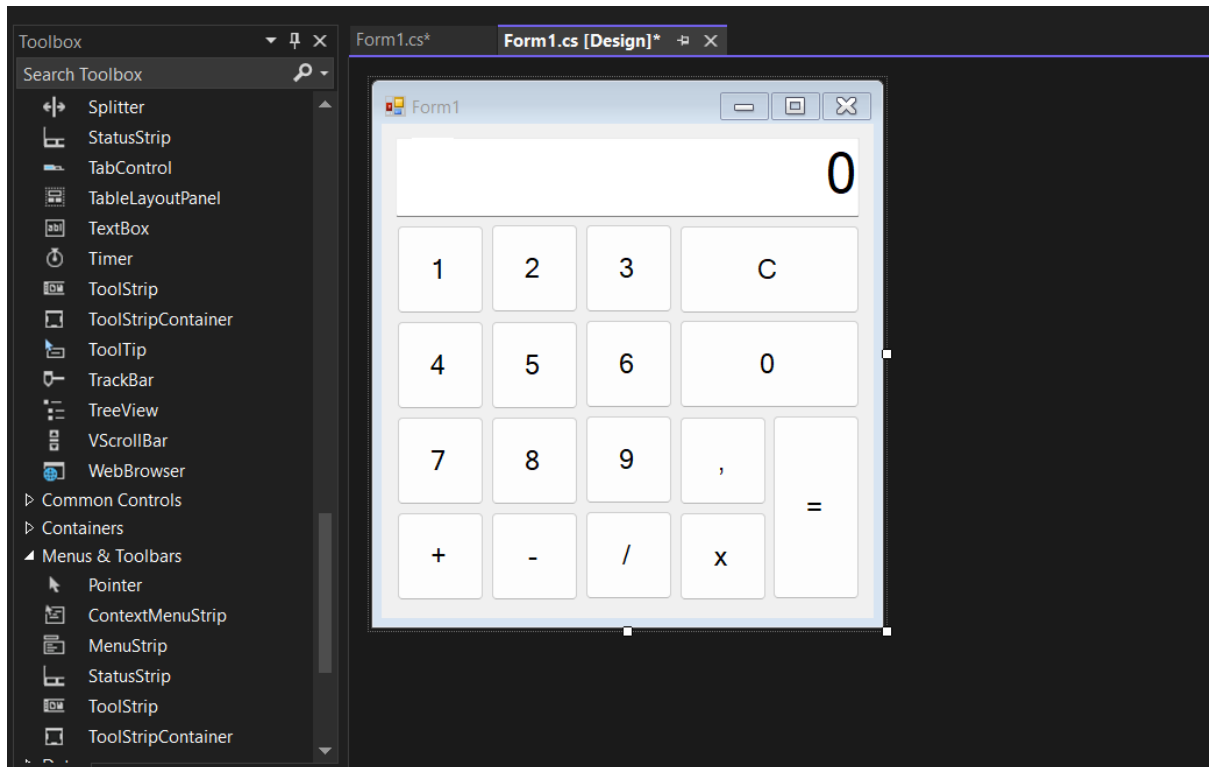 Toolbox
Form1.cs*
Form1.cs [Design]*
Search Toolbox
Splitter
StatusStrip
TabControl
TableLayoutPanel
TextBox
Timer
ToolStrip
ToolStripContainer
ToolTip
TrackBar
TreeView
VScrollBar
WebBrowser
Common Controls
Containers
Menus & Toolbars
Pointer
ContextMenuStrip
MenuStrip
StatusStrip
ToolStrip
ToolStripContainer
Form1
0
1 2 3 C
4 5 6 0
7 8 9 ,
=
+ - / x